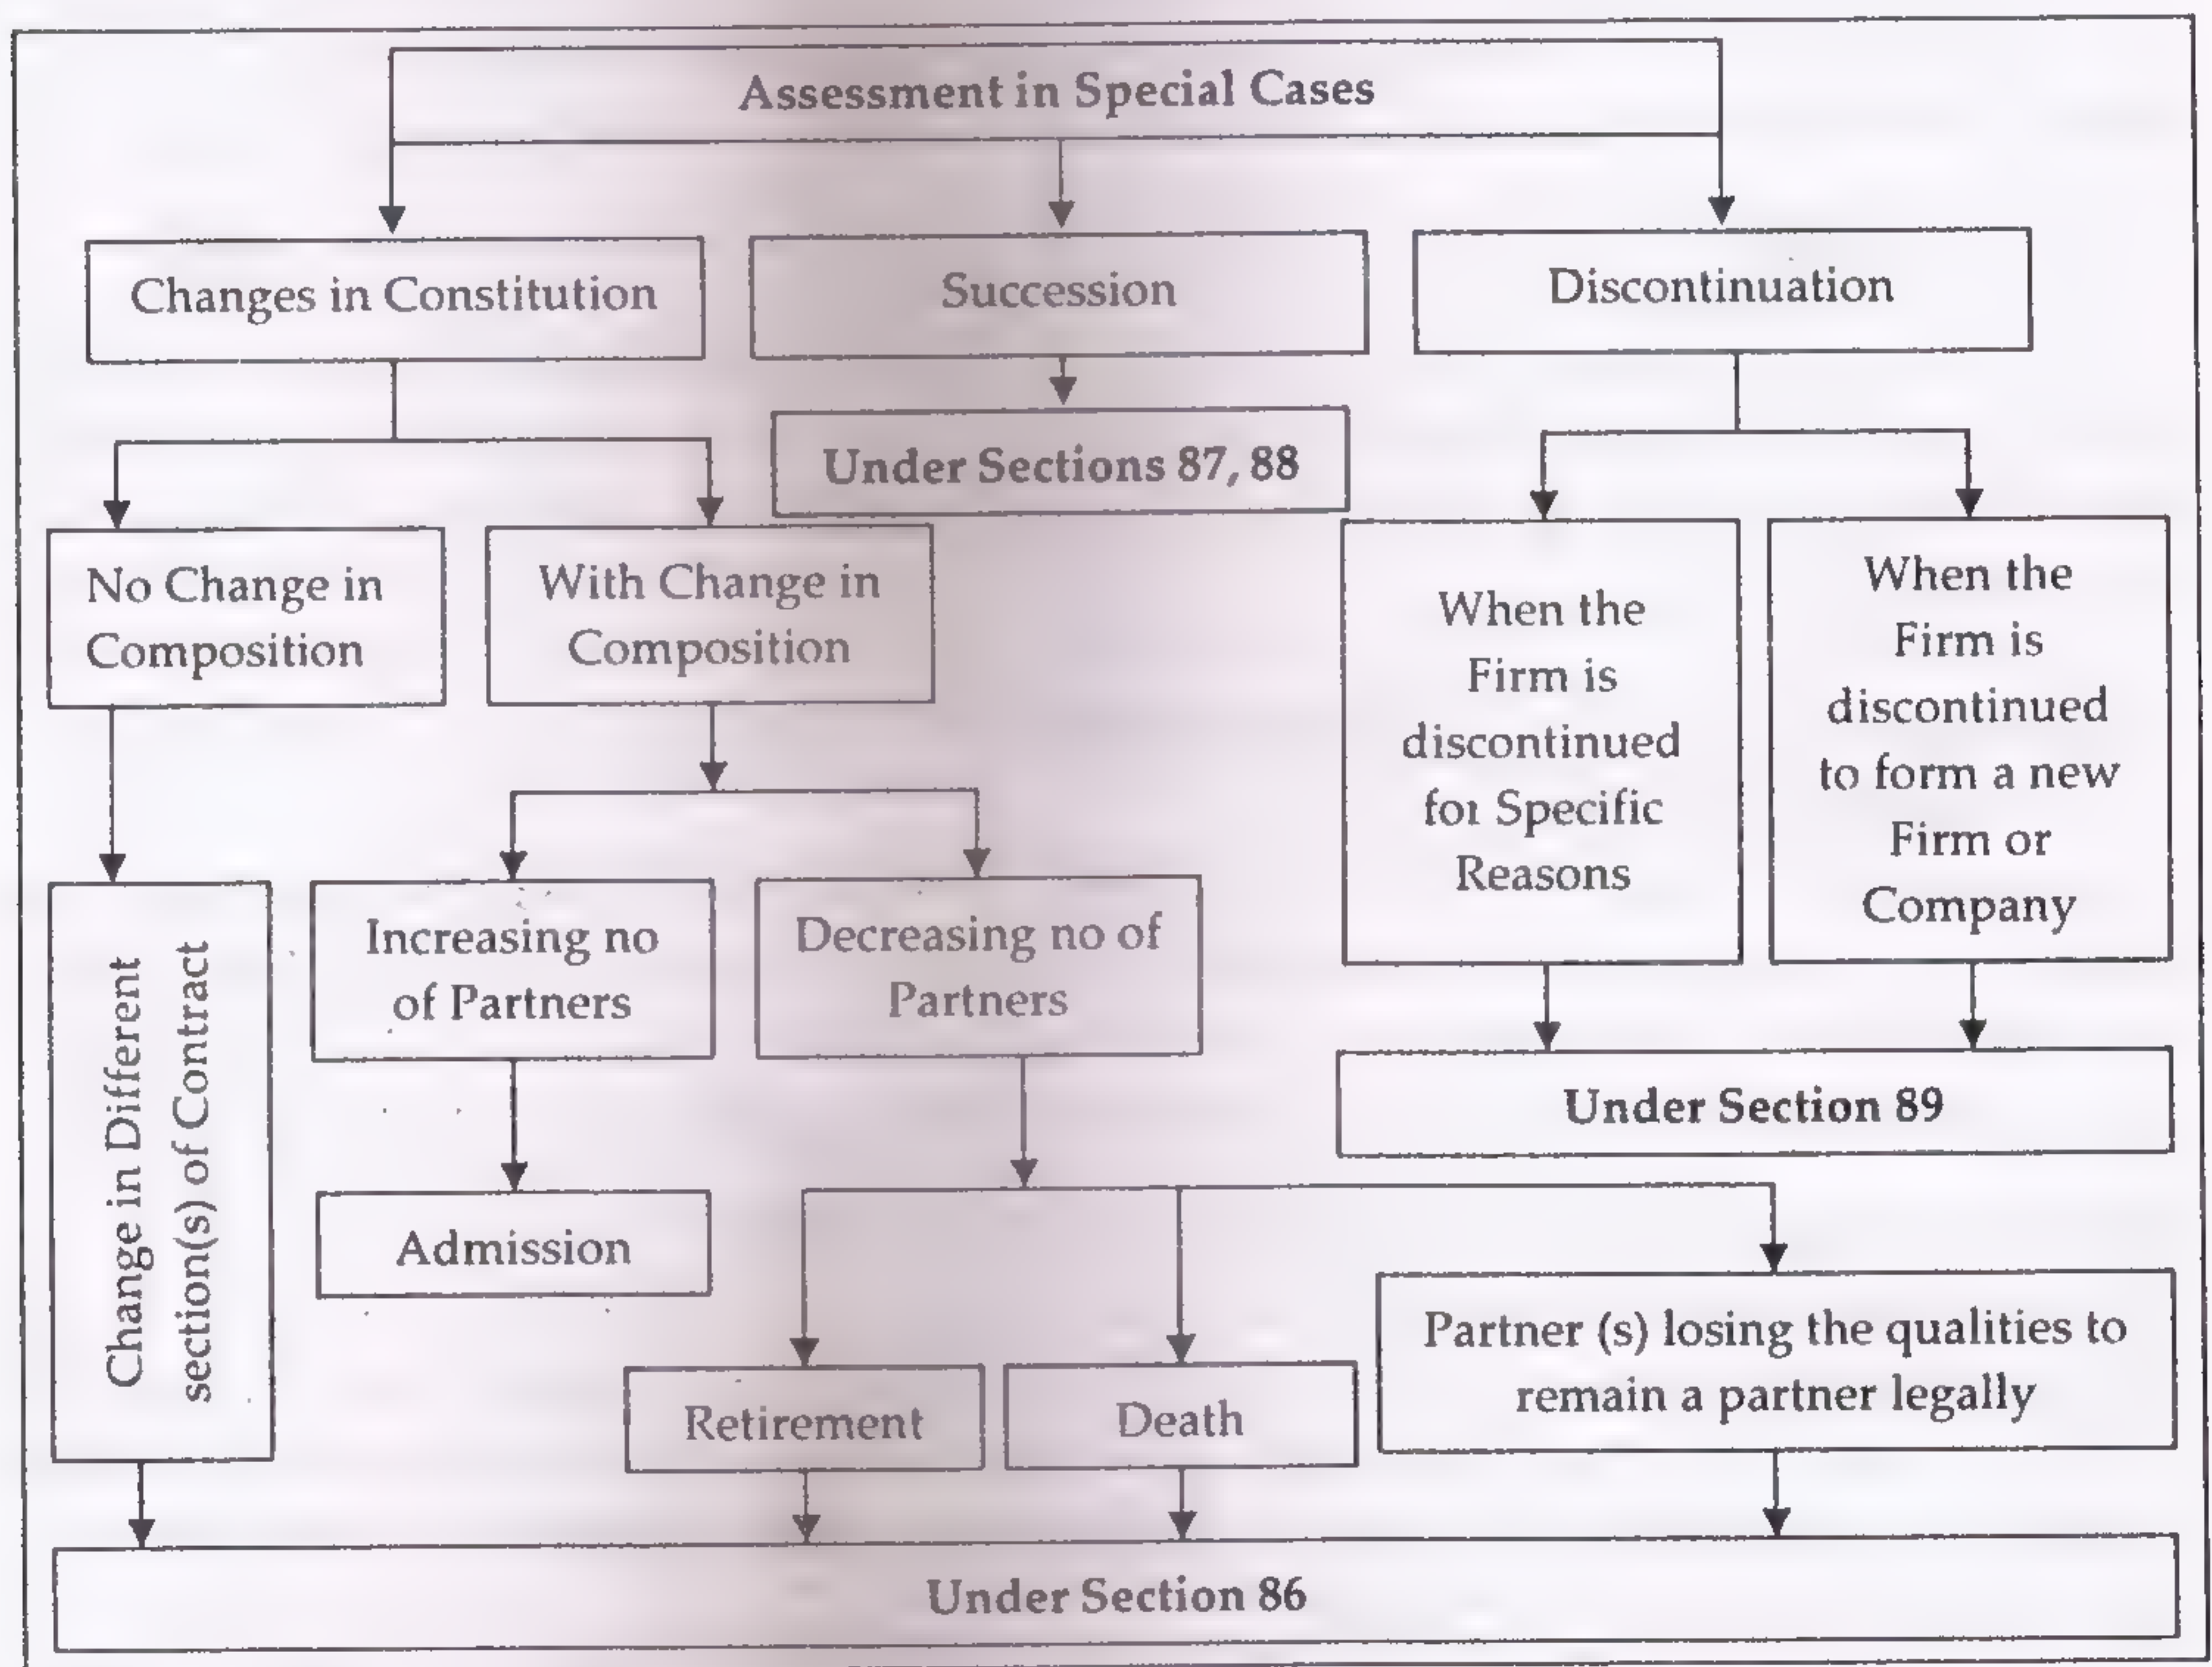 Assessment in Special Cases
Changes in Constitution
Succession
Discontinuation
Under Sections 87, 88
No Change in
Composition
With Change in
Composition
When the
Firm is
discontinued
for Specific
Reasons
When the
Firm is
discontinued
to form a new
Firm or
Company
Change in Different
section(s) of Contract
Increasing no
of Partners
Decreasing no of
Partners
Under Section 89
Admission
Retirement
Death
Partner (s) losing the qualities to
remain a partner legally
Under Section 86